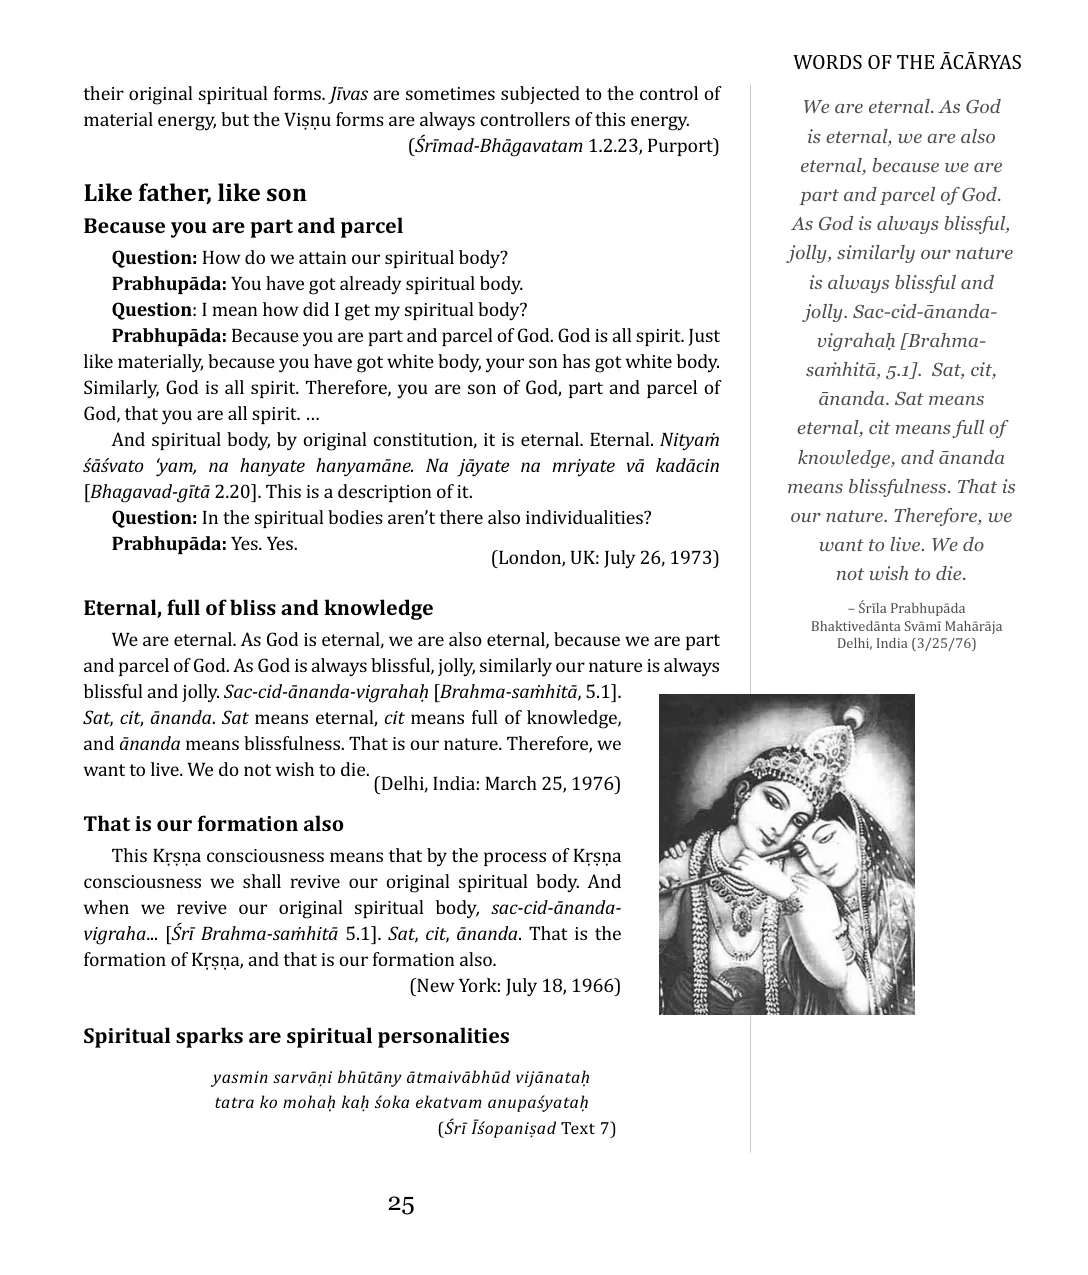 WORDS OF THE ĀCĀRYAS
their original spiritual forms. Jīvas are sometimes subjected to the control of
material energy, but the Viṣṇu forms are always controllers of this energy.
(Śrīmad-Bhāgavatam 1.2.23, Purport)
Like father, like son
Because you are part and parcel
Question: How do we attain our spiritual body?
Prabhupāda: You have got already spiritual body.
Question: I mean how did I get my spiritual body?
Prabhupāda: Because you are part and parcel of God. God is all spirit. Just
like materially, because you have got white body, your son has got white body.
Similarly, God is all spirit. Therefore, you are son of God, part and parcel of
God, that you are all spirit. …
And spiritual body, by original constitution, it is eternal. Eternal. Nityaṁ
śāśvato ‘yam, na hanyate hanyamāne. Na jāyate na mriyate vā kadācin
[Bhagavad-gītā 2.20]. This is a description of it.
Question: In the spiritual bodies aren’t there also individualities?
Prabhupāda: Yes. Yes.
(London, UK: July 26, 1973)
Eternal, full of bliss and knowledge
We are eternal. As God is eternal, we are also eternal, because we are part
and parcel of God. As God is always blissful, jolly, similarly our nature is always
blissful and jolly. Sac-cid-ānanda-vigrahaḥ [Brahma-saṁhitā, 5.1].
Sat, cit, ānanda. Sat means eternal, cit means full of knowledge,
and ānanda means blissfulness. That is our nature. Therefore, we
want to live. We do not wish to die.
(Delhi, India: March 25, 1976)
That is our formation also
This Kṛṣṇa consciousness means that by the process of Kṛṣṇa
consciousness we shall revive our original spiritual body. And
when we revive our original spiritual body, sac-cid-ānanda-
vigraha... [Śrī Brahma-saṁhitā 5.1]. Sat, cit, ānanda. That is the
formation of Kṛṣṇa, and that is our formation also.
(New York: July 18, 1966)
Spiritual sparks are spiritual personalities
yasmin sarvāṇi bhūtāny ātmaivābhūd vijānataḥ
tatra ko mohaḥ kaḥ śoka ekatvam anupaśyataḥ
(Śrī Īśopaniṣad Text 7)
We are eternal. As God
is eternal, we are also
eternal, because we are
part and parcel of God.
As God is always blissful,
jolly, similarly our nature
is always blissful and
jolly. Sac-cid-ānanda-
vigrahaḥ [Brahma-
saṁhitā, 5.1]. Sat, cit,
ānanda. Sat means
eternal, cit means full of
knowledge, and ānanda
means blissfulness. That is
our nature. Therefore, we
want to live. We do
not wish to die.
– Śrīla Prabhupāda
Bhaktivedānta Svāmī Mahārāja
Delhi, India (3/25/76)
25